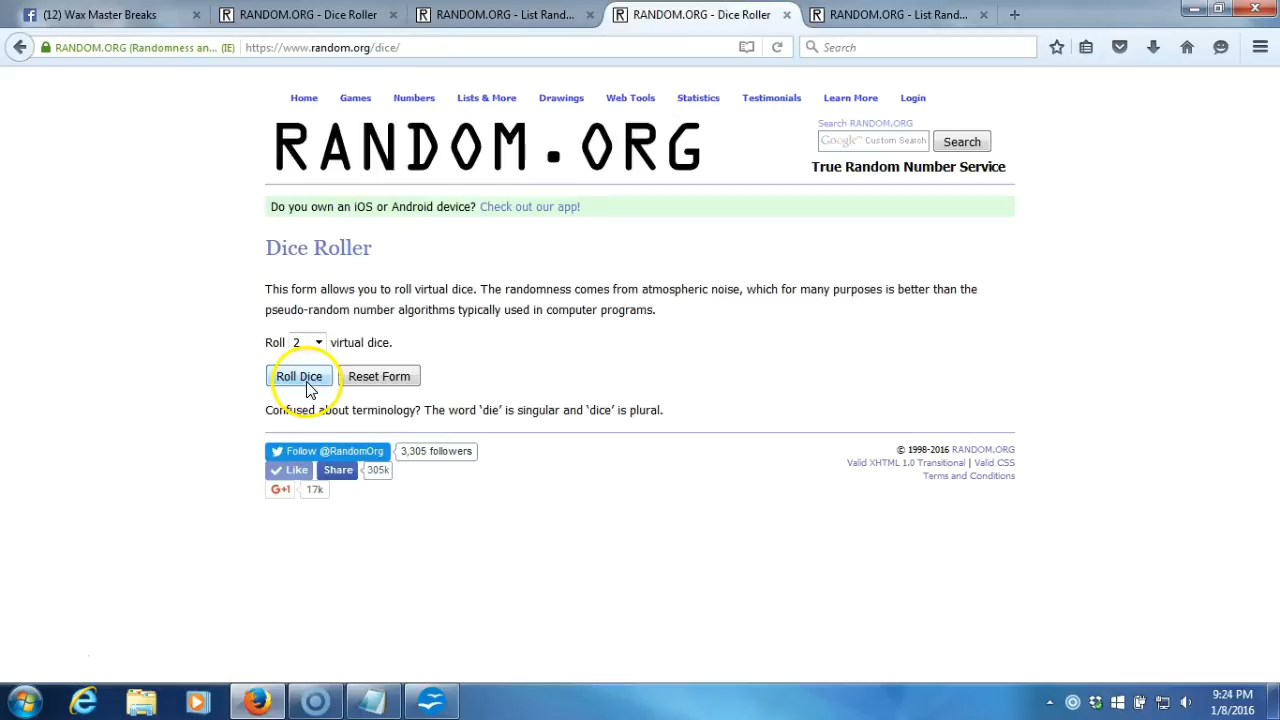 (12) Wax Master Breaks
RANDOM.ORG - Dice Roller
RANDOM.ORG - List Rand...
RANDOM.ORG - Dice Roller
RANDOM.ORG - List Rand...
RANDOM.ORG (Randomness an... (IE)
https://www.random.org/dice/
Search
Home Games Numbers Lists & More Drawings Web Tools Statistics Testimonials Learn More Login
RANDOM.ORG
Search RANDOM.ORG
Google™ Custom Search
Search
True Random Number Service
Do you own an iOS or Android device? Check out our app!
Dice Roller
This form allows you to roll virtual dice. The randomness comes from atmospheric noise, which for many purposes is better than the
pseudo-random number algorithms typically used in computer programs.
Roll 2 virtual dice.
Roll Dice Reset Form
Confused about terminology? The word ‘die’ is singular and ‘dice’ is plural.
Follow @RandomOrg 3,305 followers
Like Share 305k
G+1 17k
© 1998-2016 RANDOM.ORG
Valid XHTML 1.0 Transitional | Valid CSS
Terms and Conditions
9:24 PM
1/8/2016